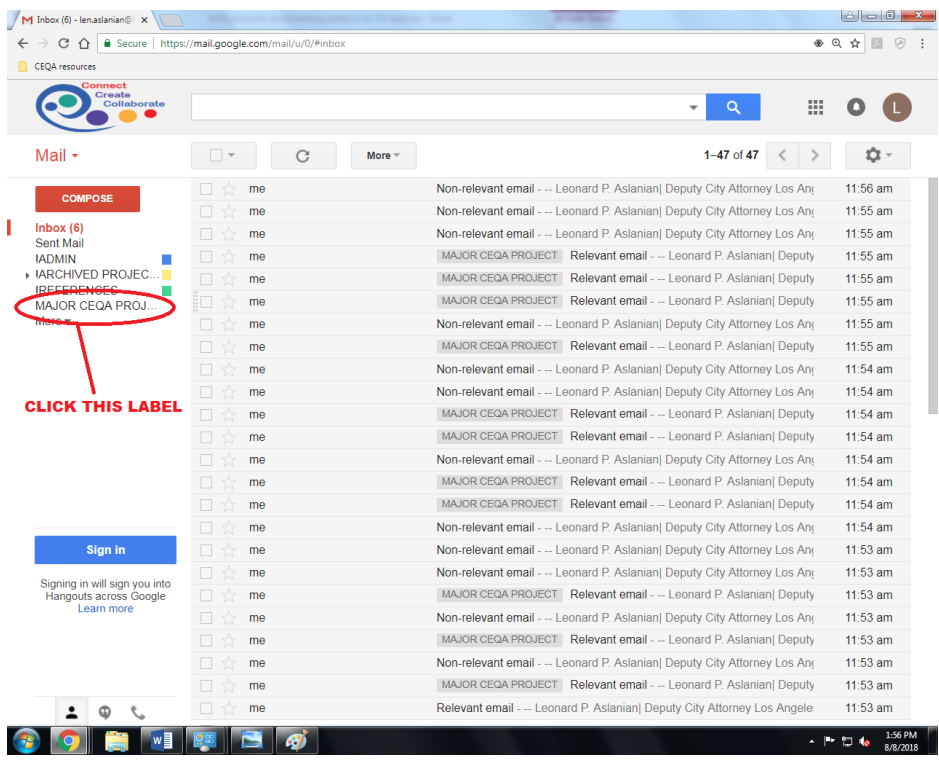 Inbox (6) - len.aslanian@
Secure | https://mail.google.com/mail/u/0/#inbox
CEQA resources
Connect
Create
Collaborate
L
Mail
More
1–47 of 47
COMPOSE
Inbox (6)
Sent Mail
!ADMIN
!ARCHIVED PROJEC...
!REFERENCES
MAJOR CEQA PROJ...
More
CLICK THIS LABEL
me Non-relevant email - -- Leonard P. Aslanian| Deputy City Attorney Los Ang 11:56 am
me Non-relevant email - -- Leonard P. Aslanian| Deputy City Attorney Los Ang 11:55 am
me Non-relevant email - -- Leonard P. Aslanian| Deputy City Attorney Los Ang 11:55 am
me MAJOR CEQA PROJECT Relevant email - -- Leonard P. Aslanian| Deputy 11:55 am
me MAJOR CEQA PROJECT Relevant email - -- Leonard P. Aslanian| Deputy 11:55 am
me MAJOR CEQA PROJECT Relevant email - -- Leonard P. Aslanian| Deputy 11:55 am
me Non-relevant email - -- Leonard P. Aslanian| Deputy City Attorney Los Ang 11:55 am
me MAJOR CEQA PROJECT Relevant email - -- Leonard P. Aslanian| Deputy 11:55 am
me Non-relevant email - -- Leonard P. Aslanian| Deputy City Attorney Los Ang 11:54 am
me Non-relevant email - -- Leonard P. Aslanian| Deputy City Attorney Los Ang 11:54 am
me MAJOR CEQA PROJECT Relevant email - -- Leonard P. Aslanian| Deputy 11:54 am
me MAJOR CEQA PROJECT Relevant email - -- Leonard P. Aslanian| Deputy 11:54 am
me Non-relevant email - -- Leonard P. Aslanian| Deputy City Attorney Los Ang 11:54 am
me MAJOR CEQA PROJECT Relevant email - -- Leonard P. Aslanian| Deputy 11:54 am
me MAJOR CEQA PROJECT Relevant email - -- Leonard P. Aslanian| Deputy 11:54 am
me Non-relevant email - -- Leonard P. Aslanian| Deputy City Attorney Los Ang 11:54 am
me Non-relevant email - -- Leonard P. Aslanian| Deputy City Attorney Los Ang 11:53 am
me Non-relevant email - -- Leonard P. Aslanian| Deputy City Attorney Los Ang 11:53 am
me MAJOR CEQA PROJECT Relevant email - -- Leonard P. Aslanian| Deputy 11:53 am
me Non-relevant email - -- Leonard P. Aslanian| Deputy City Attorney Los Ang 11:53 am
me MAJOR CEQA PROJECT Relevant email - -- Leonard P. Aslanian| Deputy 11:53 am
me Non-relevant email - -- Leonard P. Aslanian| Deputy City Attorney Los Ang 11:53 am
me MAJOR CEQA PROJECT Relevant email - -- Leonard P. Aslanian| Deputy 11:53 am
me Relevant email - -- Leonard P. Aslanian| Deputy City Attorney Los Angele 11:53 am
Sign in
Signing in will sign you into
Hangouts across Google
Learn more
1:56 PM
8/8/2018